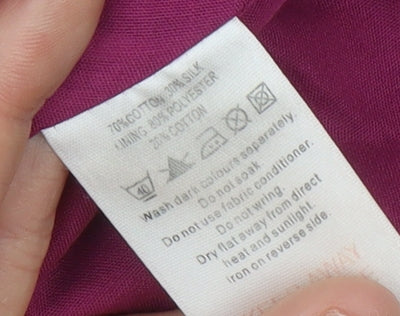 70%COTTON 30%SILK
LINING: 80% POLYESTER
20% COTTON
40
Wash dark colours separately.
Do not soak
Do not use fabric conditioner.
Do not wring.
Dry flat away from direct
heat and sunlight.
Iron on reverse side.
AWAY